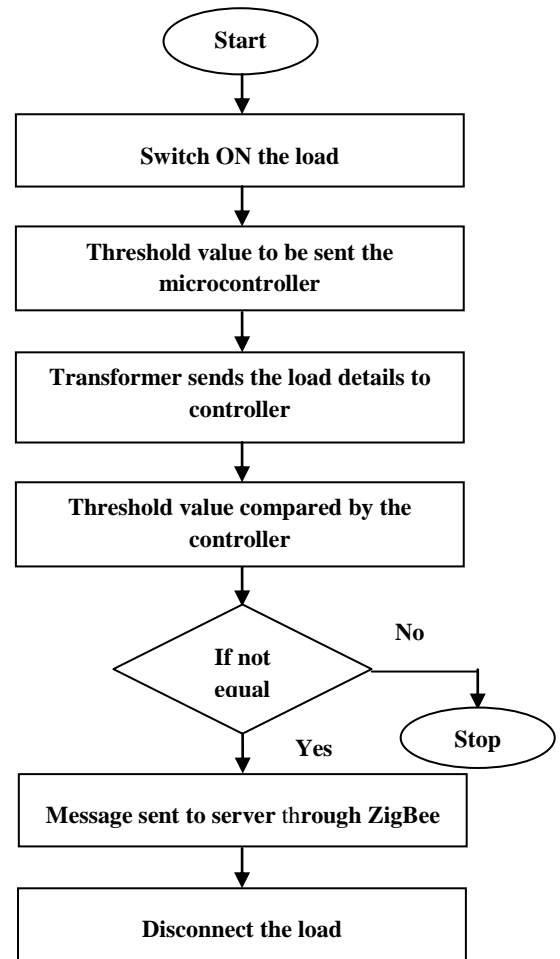 Start
Switch ON the load
Threshold value to be sent the
microcontroller
Transformer sends the load details to
controller
Threshold value compared by the
controller
If not
equal
No
Stop
Yes
Message sent to server through ZigBee
Disconnect the load